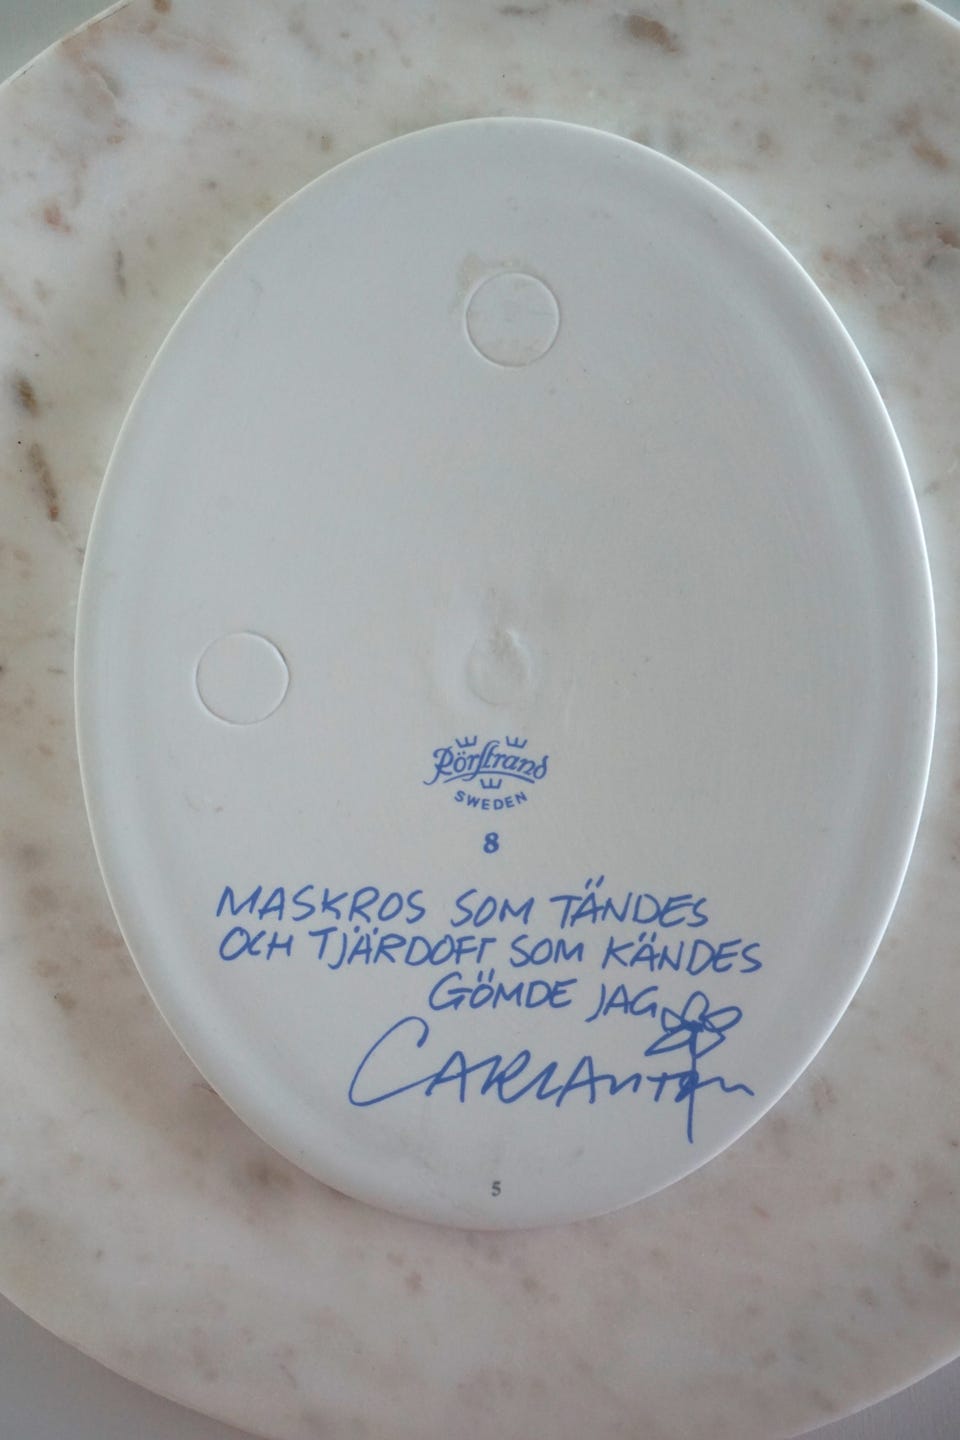 Rörstrand
SWEDEN
8
MASKROS SOM TÄNDES
OCH TJÄRDOFT SOM KÄNDES
GÖMDE JAG
CARLANTON
5